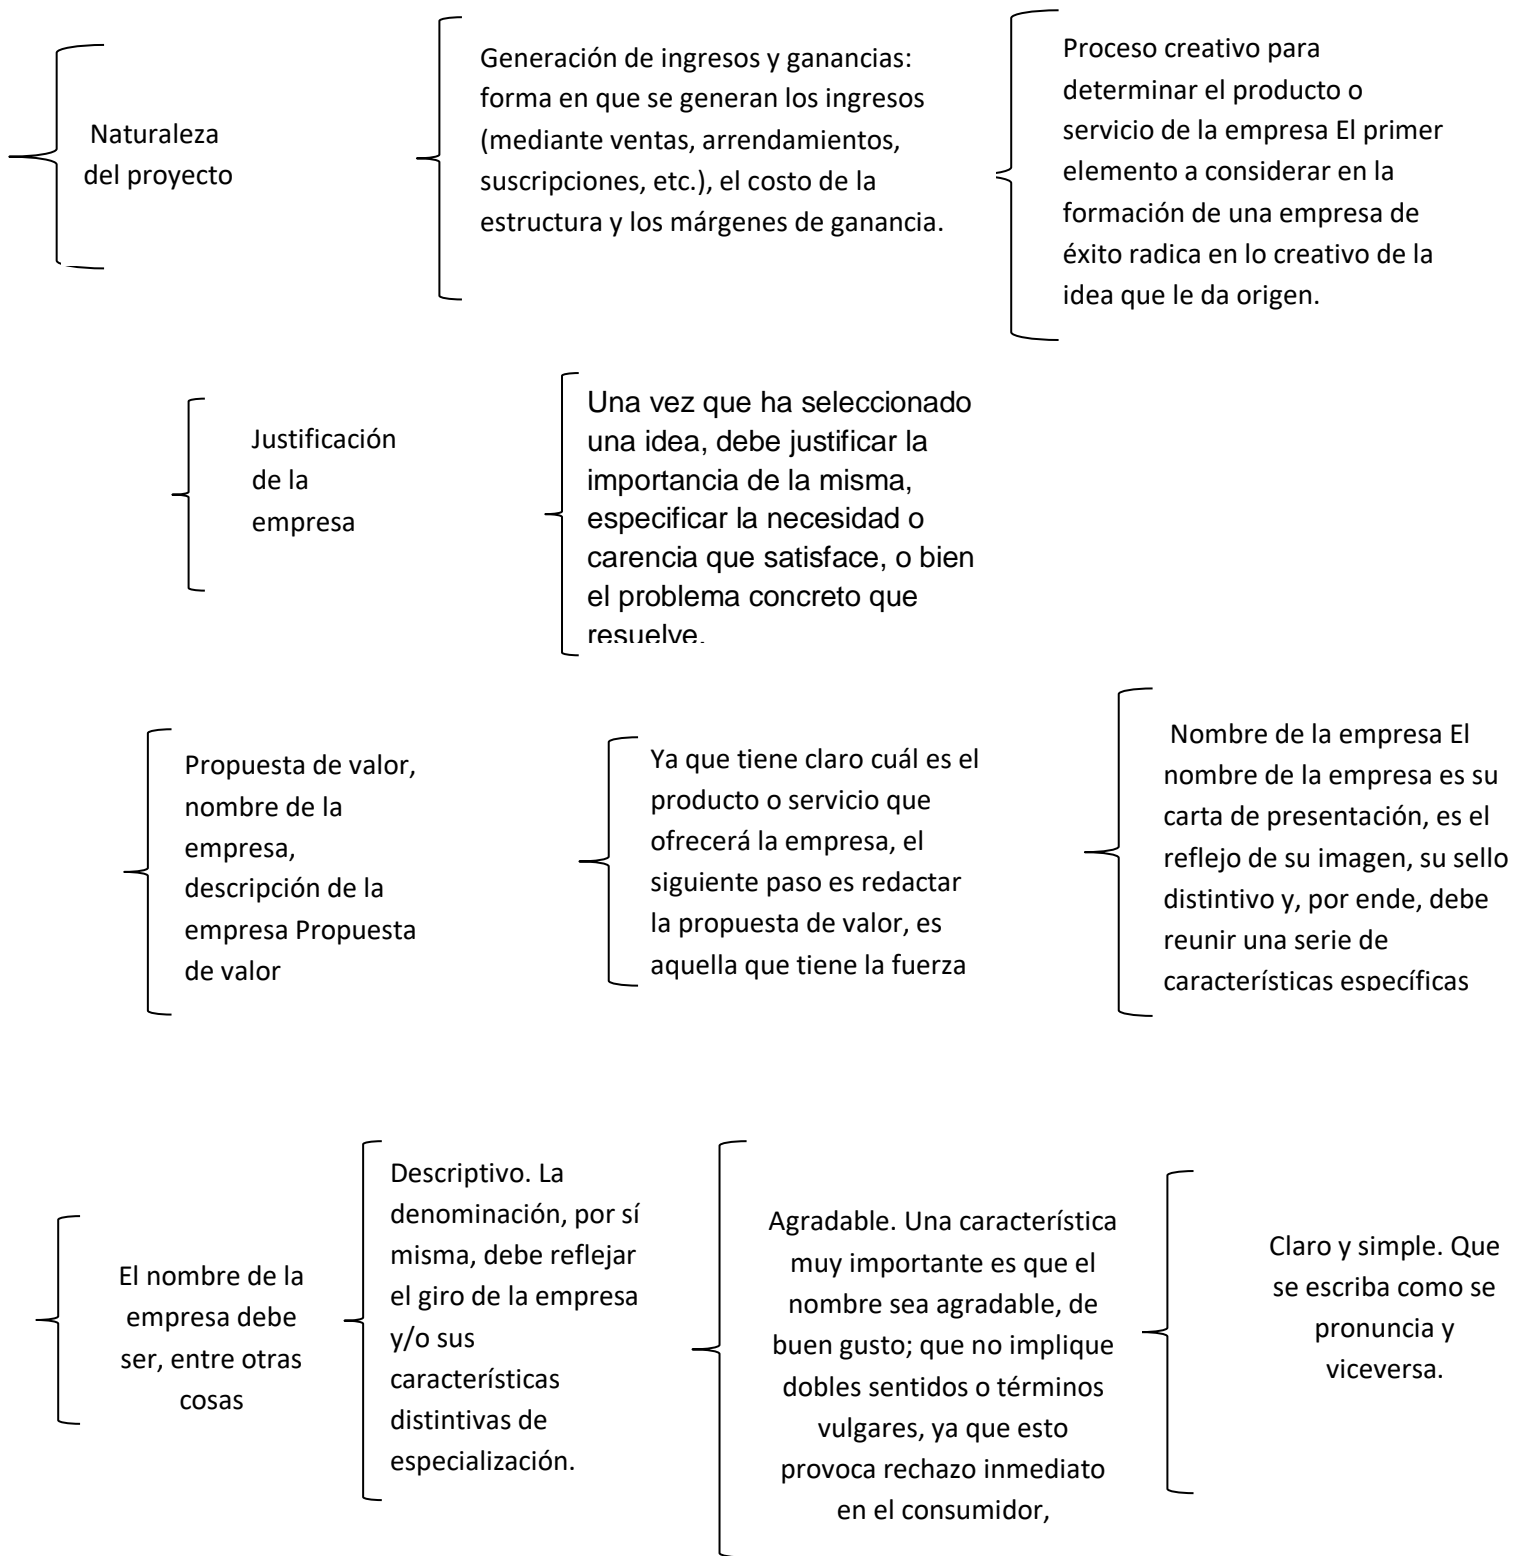 Naturaleza
del proyecto
Generación de ingresos y ganancias:
forma en que se generan los ingresos
(mediante ventas, arrendamientos,
suscripciones, etc.), el costo de la
estructura y los márgenes de ganancia.
Proceso creativo para
determinar el producto o
servicio de la empresa El primer
elemento a considerar en la
formación de una empresa de
éxito radica en lo creativo de la
idea que le da origen.
Justificación
de la
empresa
Una vez que ha seleccionado
una idea, debe justificar la
importancia de la misma,
especificar la necesidad o
carencia que satisface, o bien
el problema concreto que
resuelve.
Propuesta de valor,
nombre de la
empresa,
descripción de la
empresa Propuesta
de valor
Ya que tiene claro cuál es el
producto o servicio que
ofrecerá la empresa, el
siguiente paso es redactar
la propuesta de valor, es
aquella que tiene la fuerza
Nombre de la empresa El
nombre de la empresa es su
carta de presentación, es el
reflejo de su imagen, su sello
distintivo y, por ende, debe
reunir una serie de
características específicas
El nombre de la
empresa debe
ser, entre otras
cosas
Descriptivo. La
denominación, por sí
misma, debe reflejar
el giro de la empresa
y/o sus
características
distintivas de
especialización.
Agradable. Una característica
muy importante es que el
nombre sea agradable, de
buen gusto; que no implique
dobles sentidos o términos
vulgares, ya que esto
provoca rechazo inmediato
en el consumidor,
Claro y simple. Que
se escriba como se
pronuncia y
viceversa.